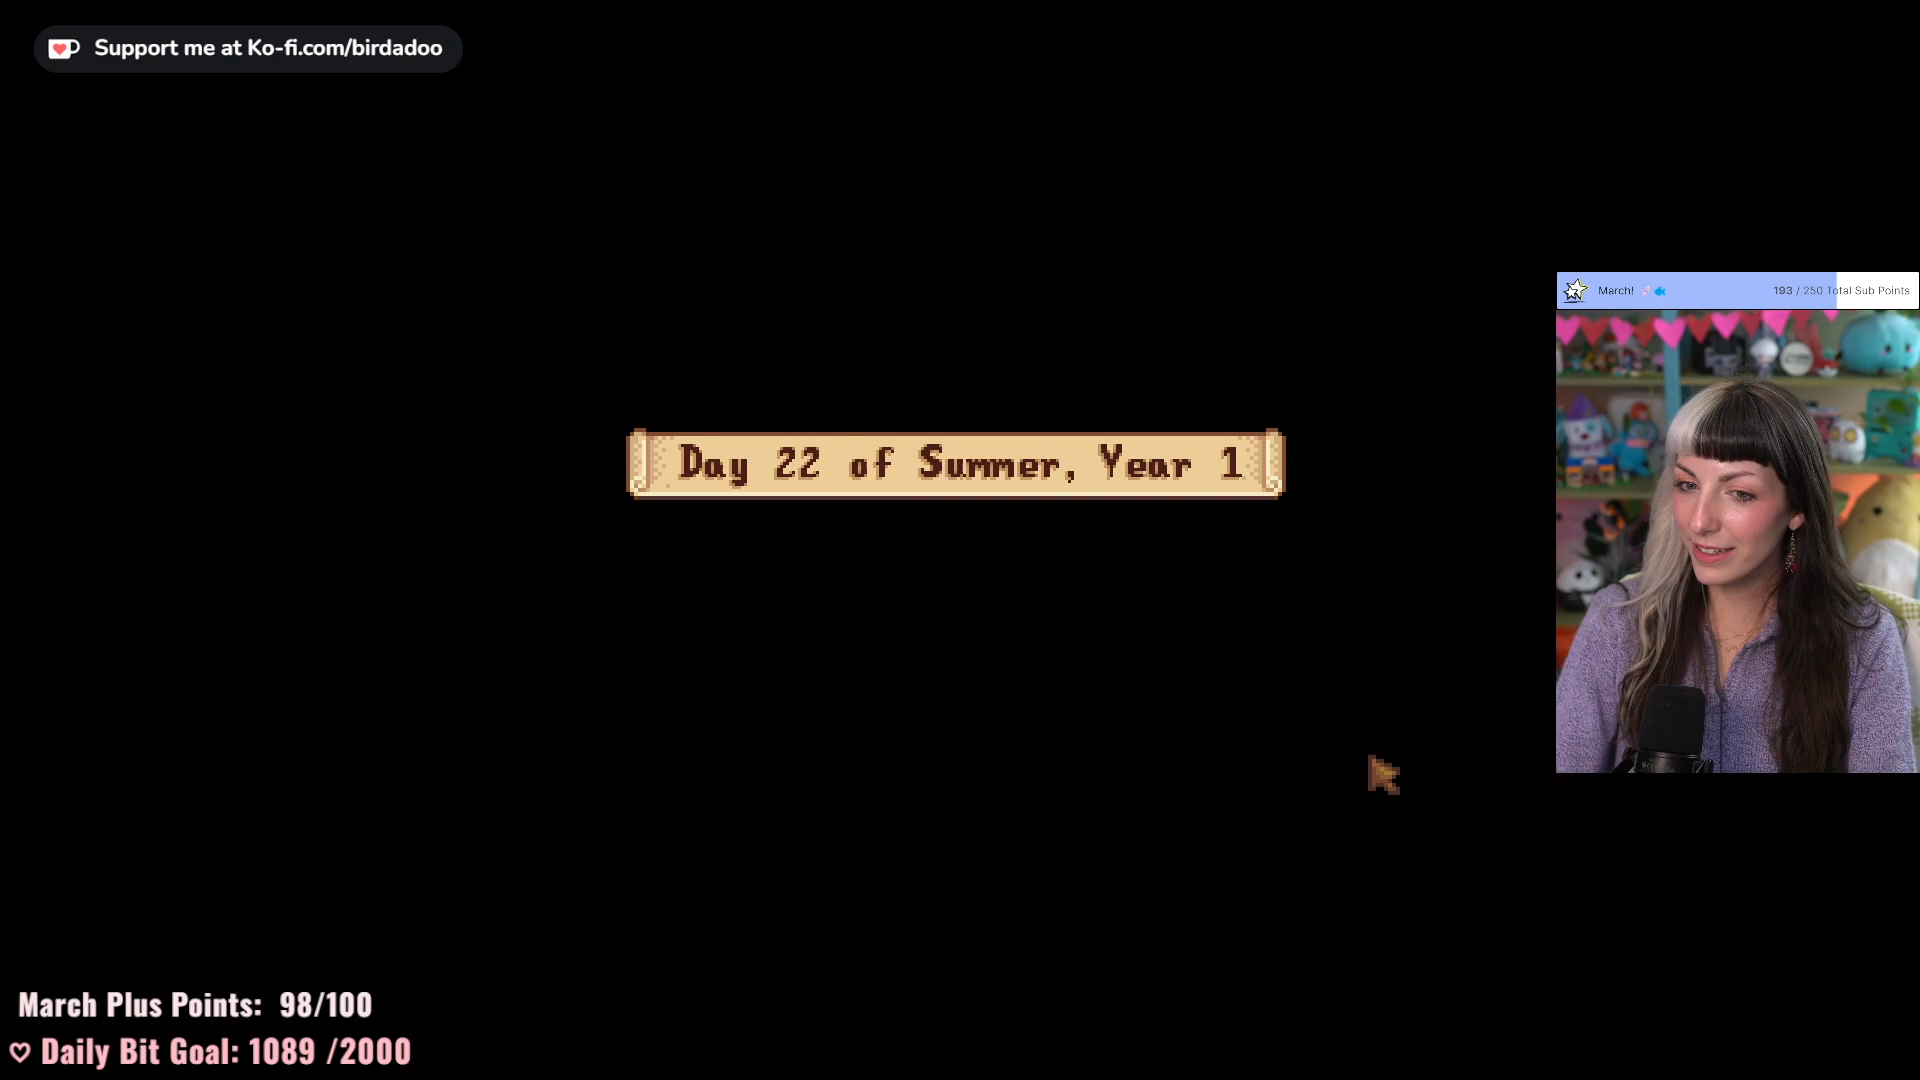 Support me at Ko-fi.com/birdadoo
March! 193 / 250 Total Sub Points
Day 22 of Summer, Year 1
March Plus Points: 98/100
♡ Daily Bit Goal: 1089 /2000